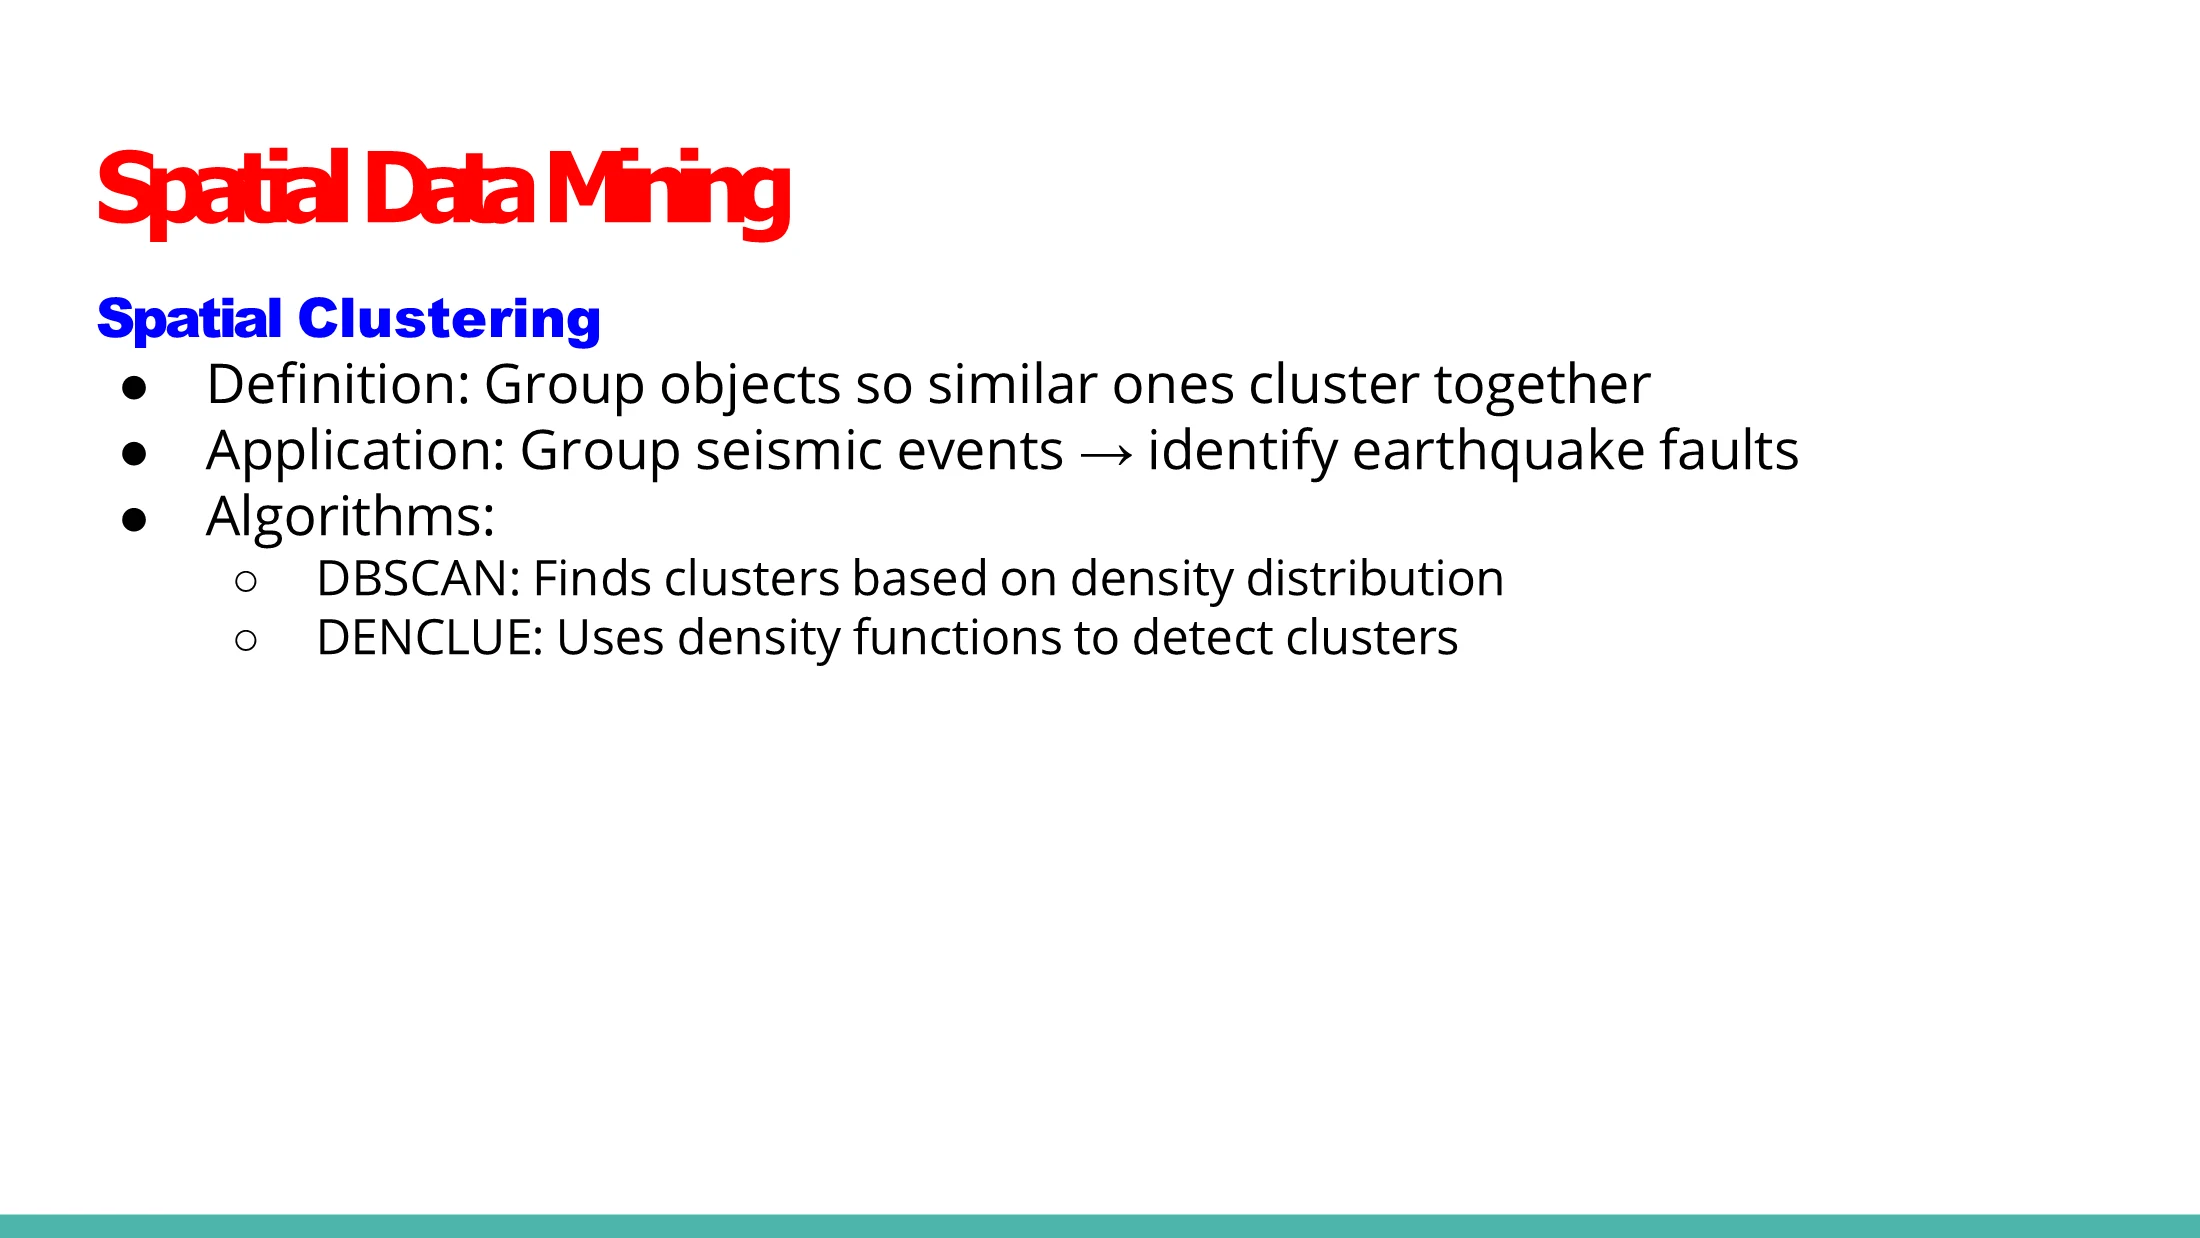 Spatial Data Mining
Spatial Clustering
● Definition: Group objects so similar ones cluster together
● Application: Group seismic events → identify earthquake faults
● Algorithms:
○ DBSCAN: Finds clusters based on density distribution
○ DENCLUE: Uses density functions to detect clusters